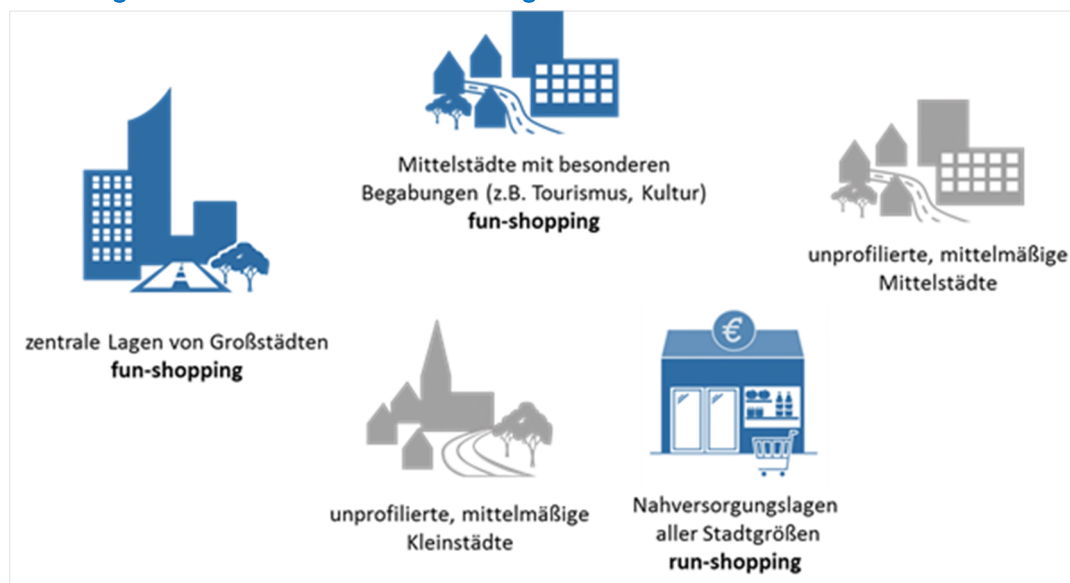 Mittelstädte mit besonderen
Begabungen (z.B. Tourismus, Kultur)
fun-shopping
unprofilierte, mittelmäßige
Mittelstädte
zentrale Lagen von Großstädten
fun-shopping
€
unprofilierte, mittelmäßige
Kleinstädte
Nahversorgungslagen
aller Stadtgrößen
run-shopping